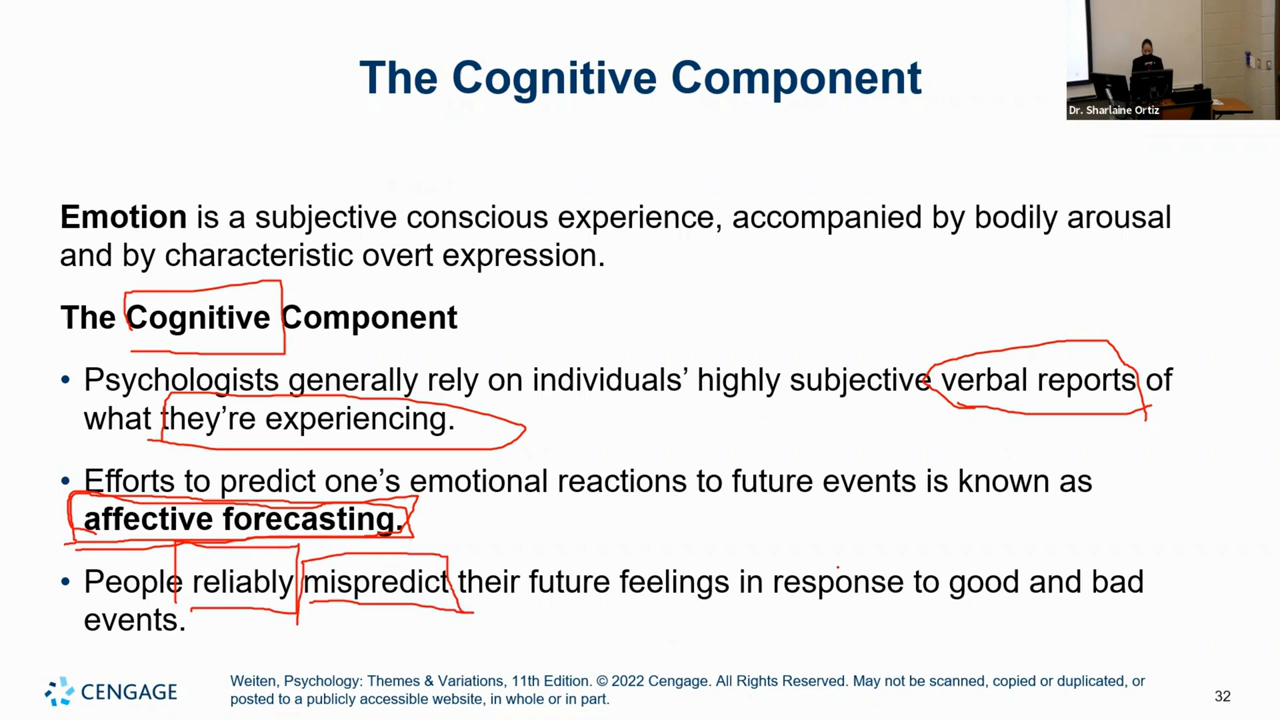 The Cognitive Component
Dr. Sharlaine Ortiz
Emotion is a subjective conscious experience, accompanied by bodily arousal
and by characteristic overt expression.
The Cognitive Component
• Psychologists generally rely on individuals’ highly subjective verbal reports of
what they’re experiencing.
• Efforts to predict one’s emotional reactions to future events is known as
affective forecasting.
• People reliably mispredict their future feelings in response to good and bad
events.
CENGAGE
Weiten, Psychology: Themes & Variations, 11th Edition. © 2022 Cengage. All Rights Reserved. May not be scanned, copied or duplicated, or
posted to a publicly accessible website, in whole or in part.
32